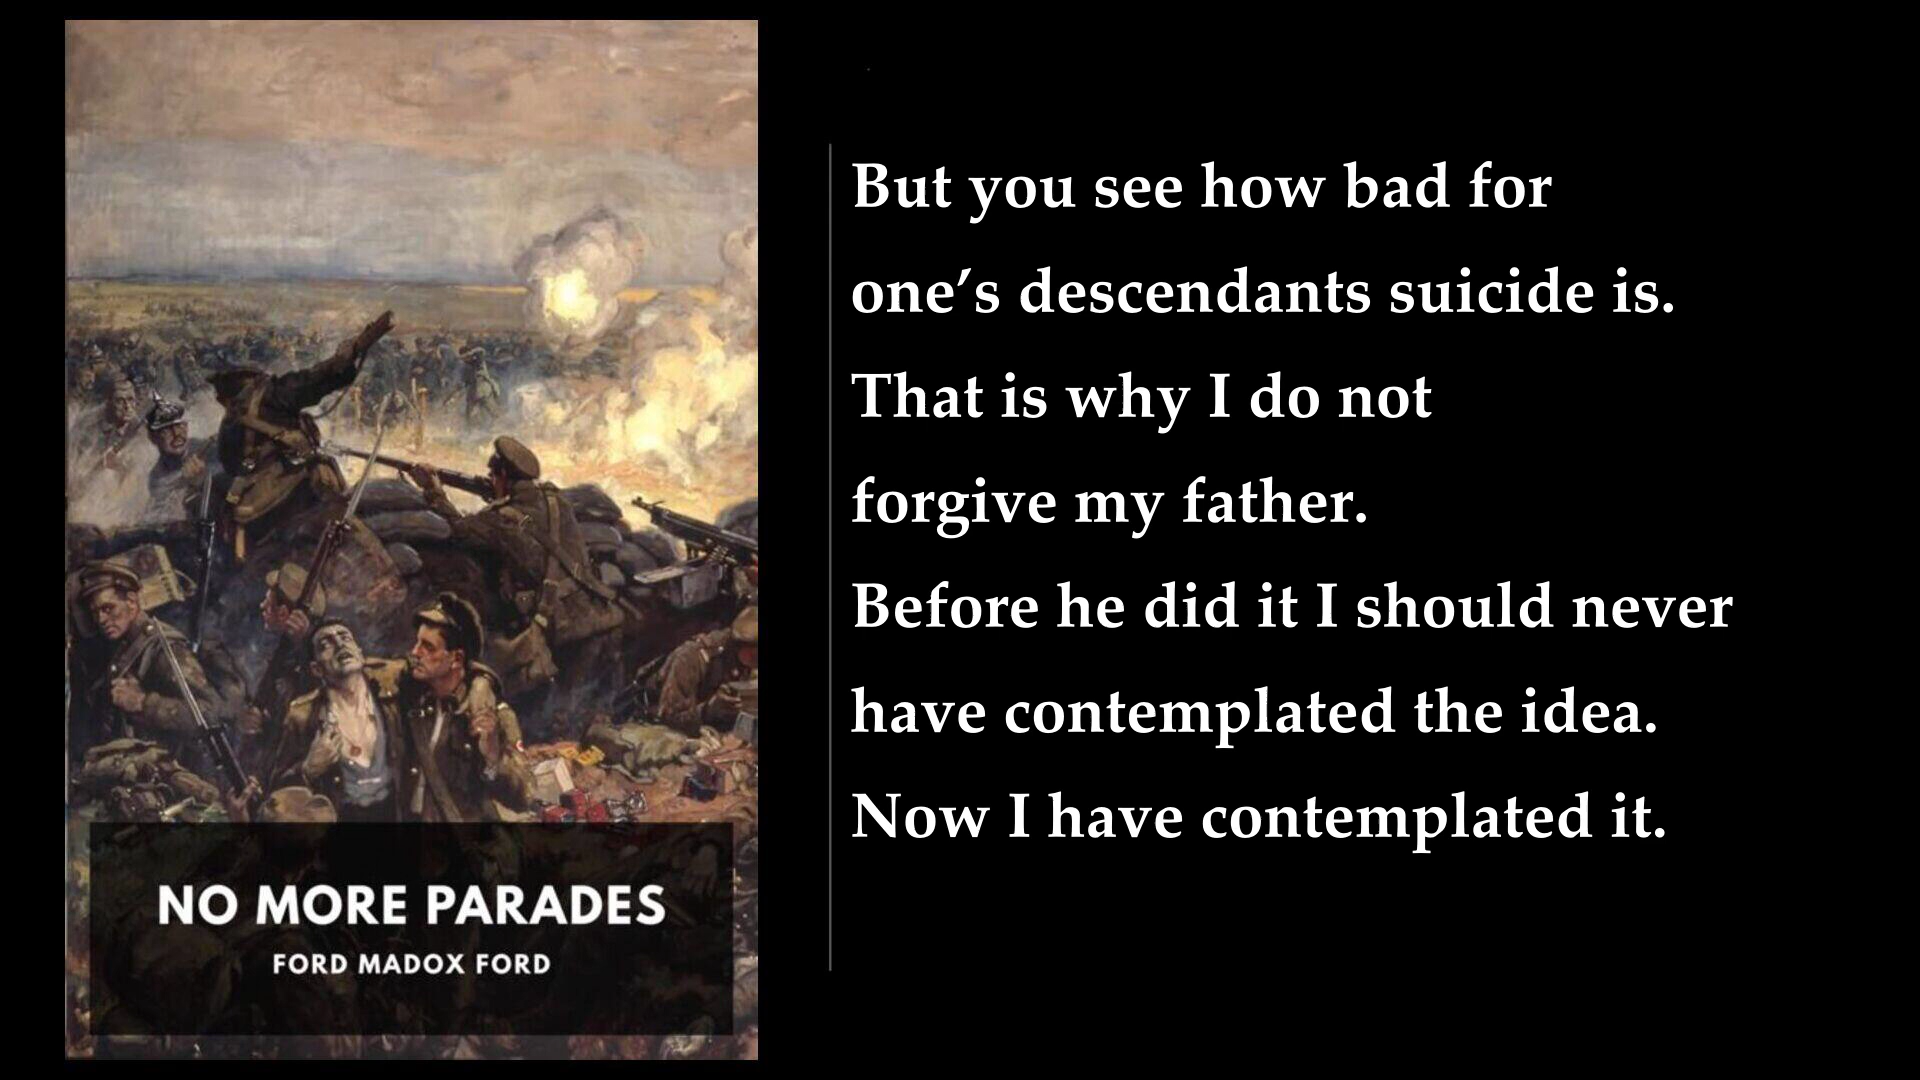 But you see how bad for
one’s descendants suicide is.
That is why I do not
forgive my father.
Before he did it I should never
have contemplated the idea.
Now I have contemplated it.
NO MORE PARADES
FORD MADOX FORD